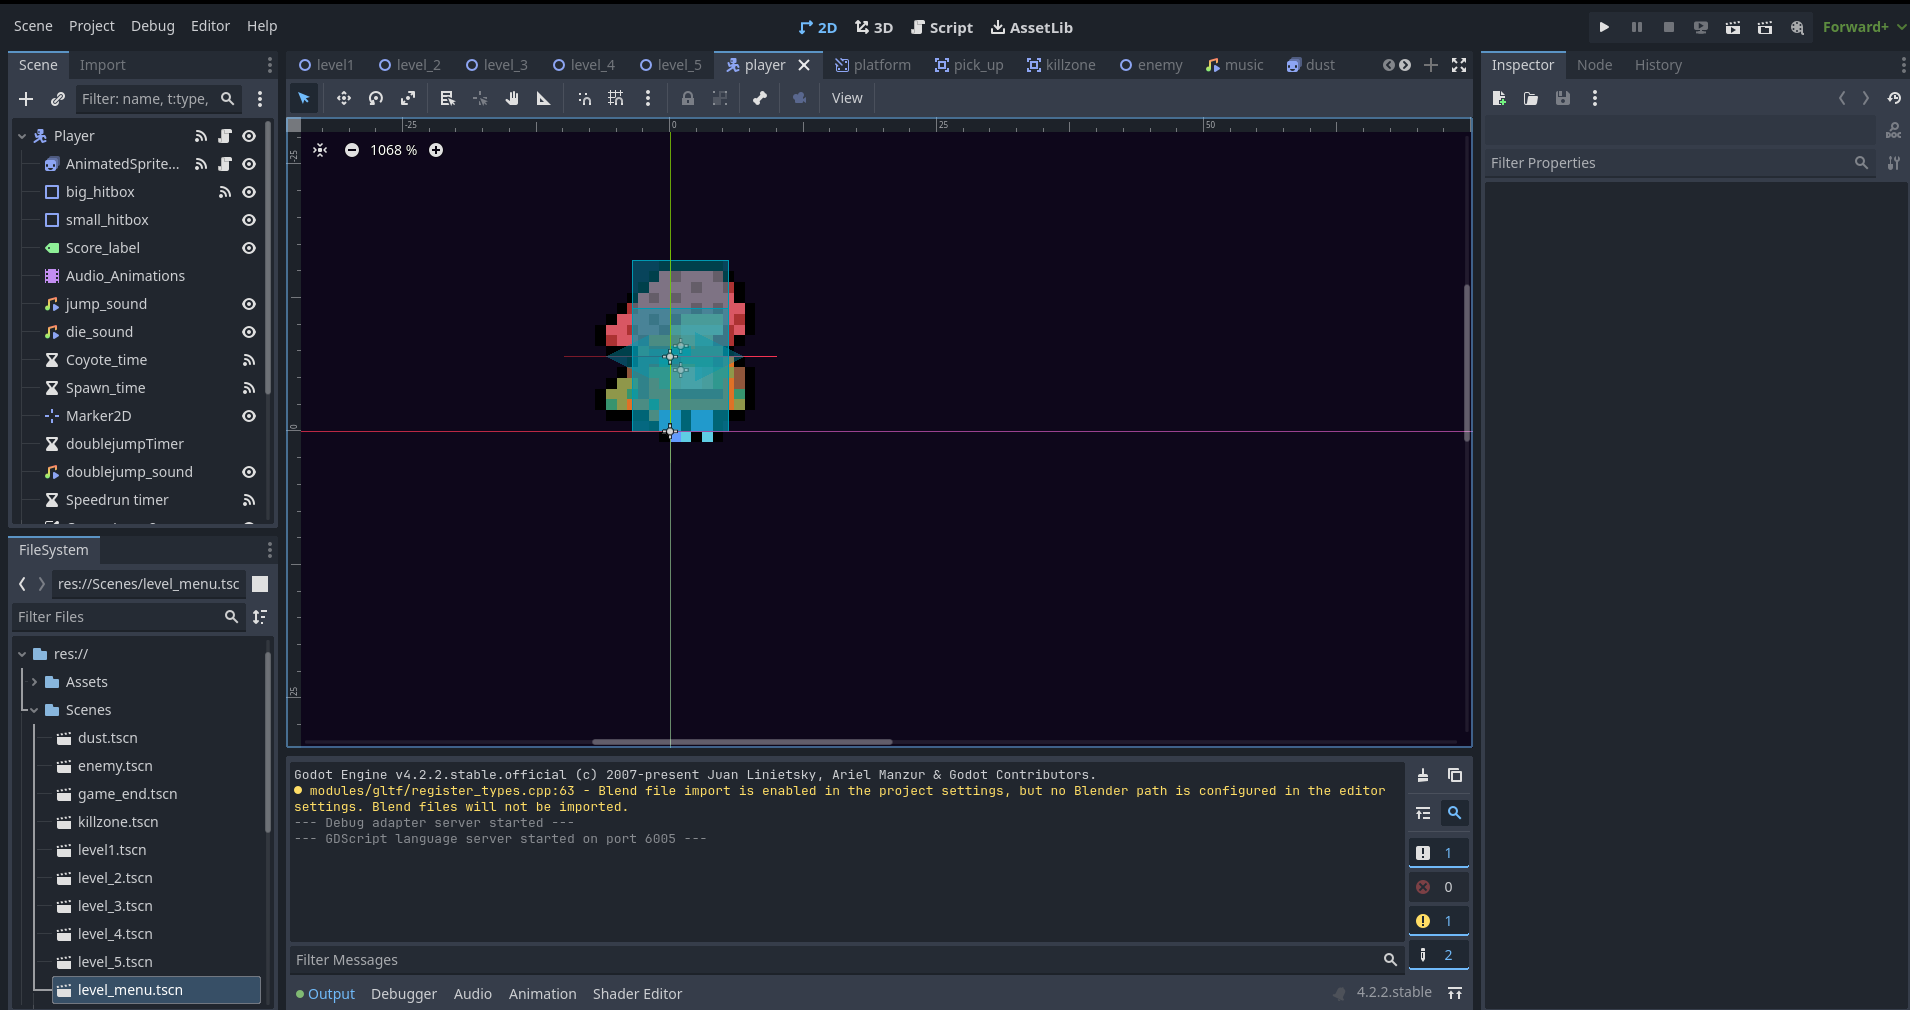 Scene Project Debug Editor Help
2D 3D Script AssetLib
Forward+
Scene Import
Filter: name, t:type,
Player
AnimatedSprite...
big_hitbox
small_hitbox
Score_label
Audio_Animations
jump_sound
die_sound
Coyote_time
Spawn_time
Marker2D
doublejumpTimer
doublejump_sound
Speedrun timer
FileSystem
res://Scenes/level_menu.tsc
Filter Files
res://
Assets
Scenes
dust.tscn
enemy.tscn
game_end.tscn
killzone.tscn
level1.tscn
level_2.tscn
level_3.tscn
level_4.tscn
level_5.tscn
level_menu.tscn
level1 level_2 level_3 level_4 level_5 player platform pick_up killzone enemy music dust
View
-25 0 25 50
-25
0
25
1068 %
Godot Engine v4.2.2.stable.official (c) 2007-present Juan Linietsky, Ariel Manzur & Godot Contributors.
modules/gltf/register_types.cpp:63 - Blend file import is enabled in the project settings, but no Blender path is configured in the editor
settings. Blend files will not be imported.
--- Debug adapter server started ---
--- GDScript language server started on port 6005 ---
1
0
1
2
Filter Messages
Output Debugger Audio Animation Shader Editor
4.2.2.stable
Inspector Node History
DOC
Filter Properties